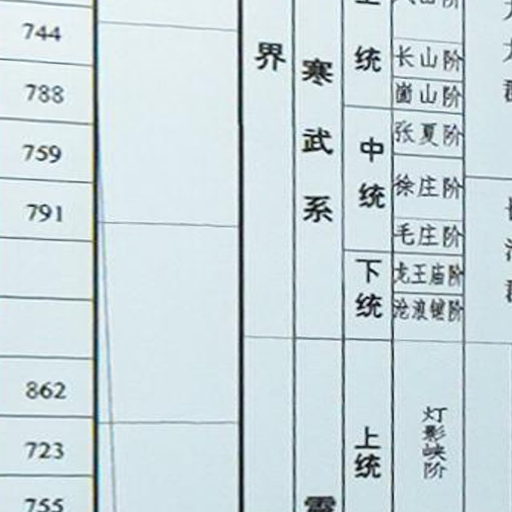 744
788
759
791
862
723
755
界
寒武系
上统
长山阶
崮山阶
中统
张夏阶
徐庄阶
毛庄阶
下统
龙王庙阶
沧浪铺阶
上统
灯影峡阶